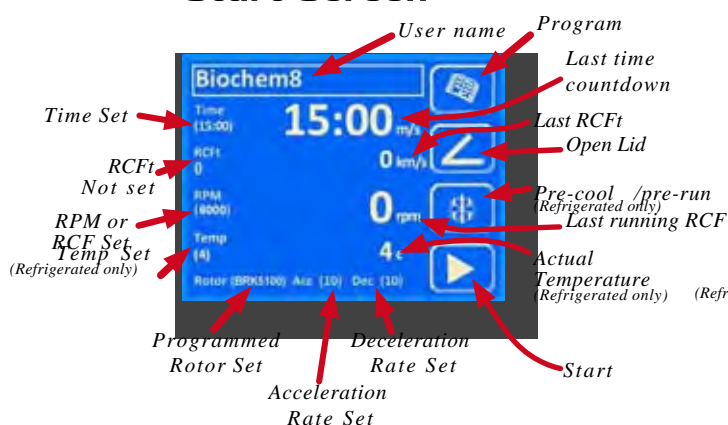 User name
Program
Last time
countdown
Biochem8
Time Set
Time
(15:00)
15:00 m/s
Last RCFt
Open Lid
RCFt
Not set
RCFt
0
0 km/s
Pre-cool /pre-run
(Refrigerated only)
RPM or
RCF Set
RPM
(6000)
0 rpm
Last running RCF
Temp Set
(Refrigerated only)
Temp
(4)
4 c
Actual
Temperature
(Refrigerated only)
(Refr
Rotor (BRK5100) Acc (10) Dec (10)
Programmed
Rotor Set
Deceleration
Rate Set
Start
Acceleration
Rate Set